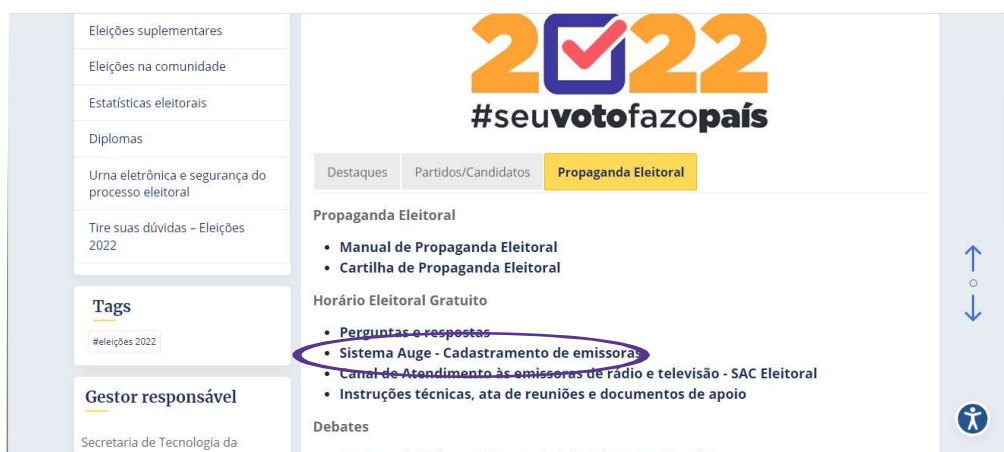 Eleições suplementares
Eleições na comunidade
Estatísticas eleitorais
Diplomas
Urna eletrônica e segurança do
processo eleitoral
Tire suas dúvidas – Eleições
2022
Tags
#eleições 2022
Gestor responsável
Secretaria de Tecnologia da
2022
#seuvotofazopaís
Destaques Partidos/Candidatos Propaganda Eleitoral
Propaganda Eleitoral
• Manual de Propaganda Eleitoral
• Cartilha de Propaganda Eleitoral
Horário Eleitoral Gratuito
• Perguntas e respostas
• Sistema Auge - Cadastramento de emissoras
• Canal de Atendimento às emissoras de rádio e televisão - SAC Eleitoral
• Instruções técnicas, ata de reuniões e documentos de apoio
Debates